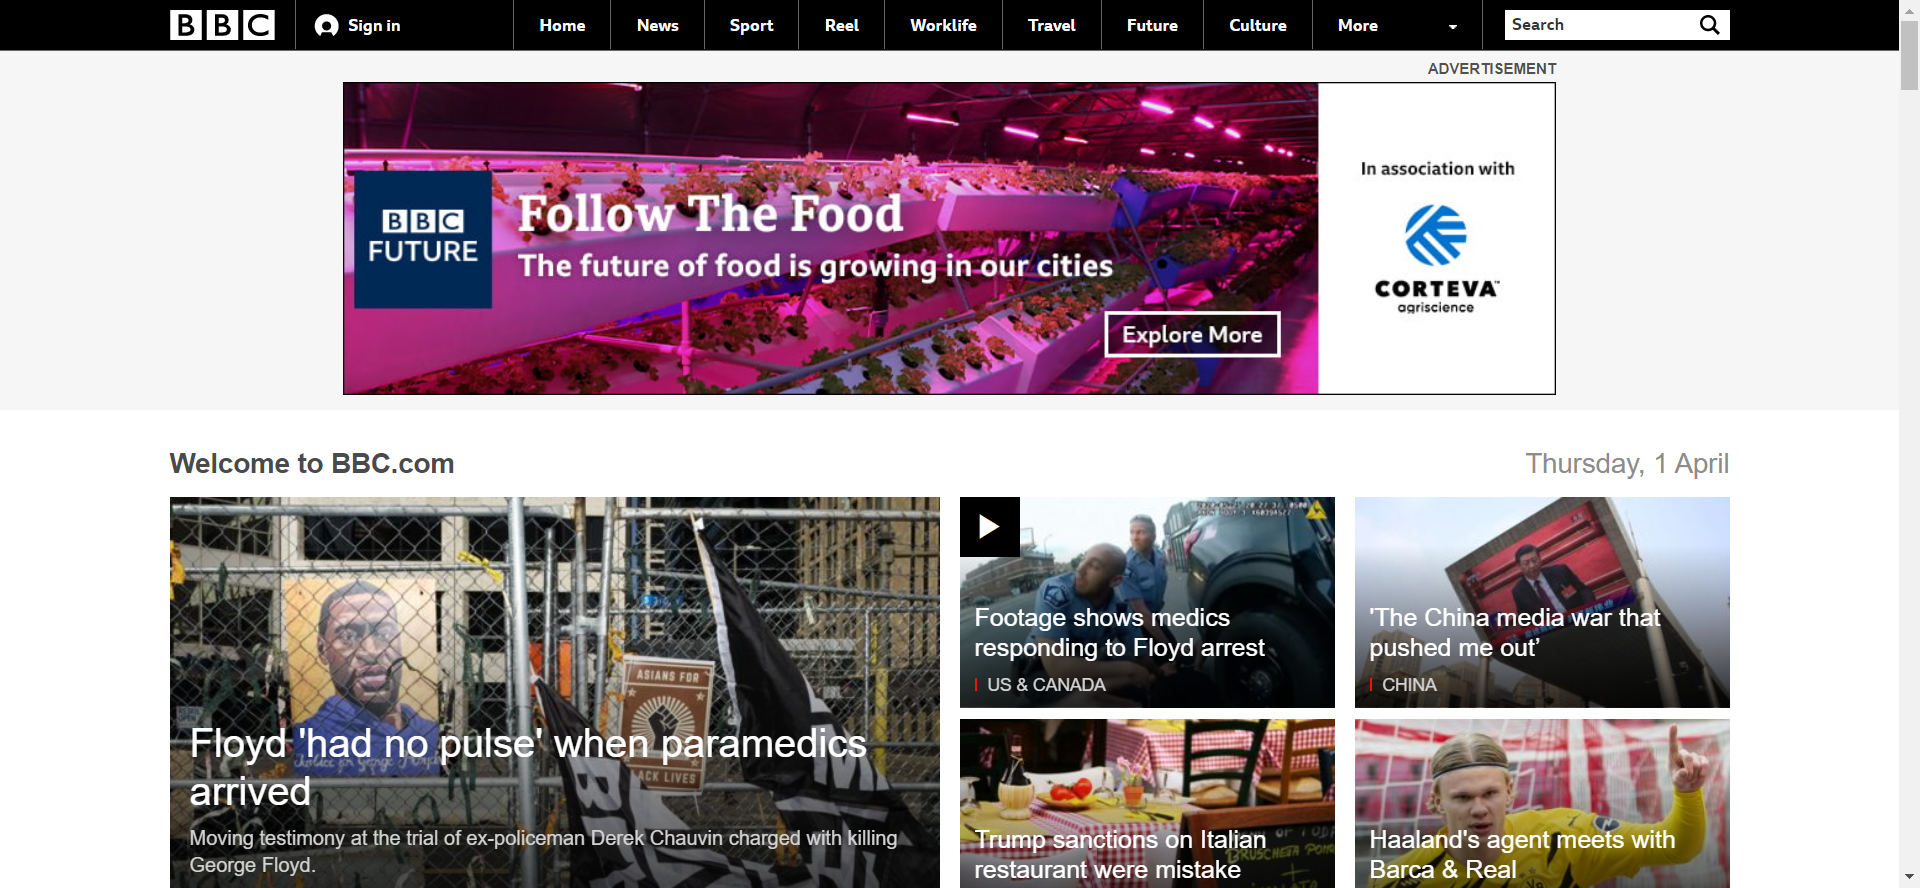 BBC
Sign in
Home
News
Sport
Reel
Worklife
Travel
Future
Culture
More
Search
ADVERTISEMENT
BBC
FUTURE
Follow The Food
The future of food is growing in our cities
Explore More
In association with
CORTEVA™
agriscience
Welcome to BBC.com
Thursday, 1 April
ASIANS FOR
LACK LIVES
Floyd 'had no pulse' when paramedics
arrived
Moving testimony at the trial of ex-policeman Derek Chauvin charged with killing
George Floyd.
Footage shows medics
responding to Floyd arrest
US & CANADA
'The China media war that
pushed me out’
CHINA
Trump sanctions on Italian
restaurant were mistake
Haaland's agent meets with
Barca & Real